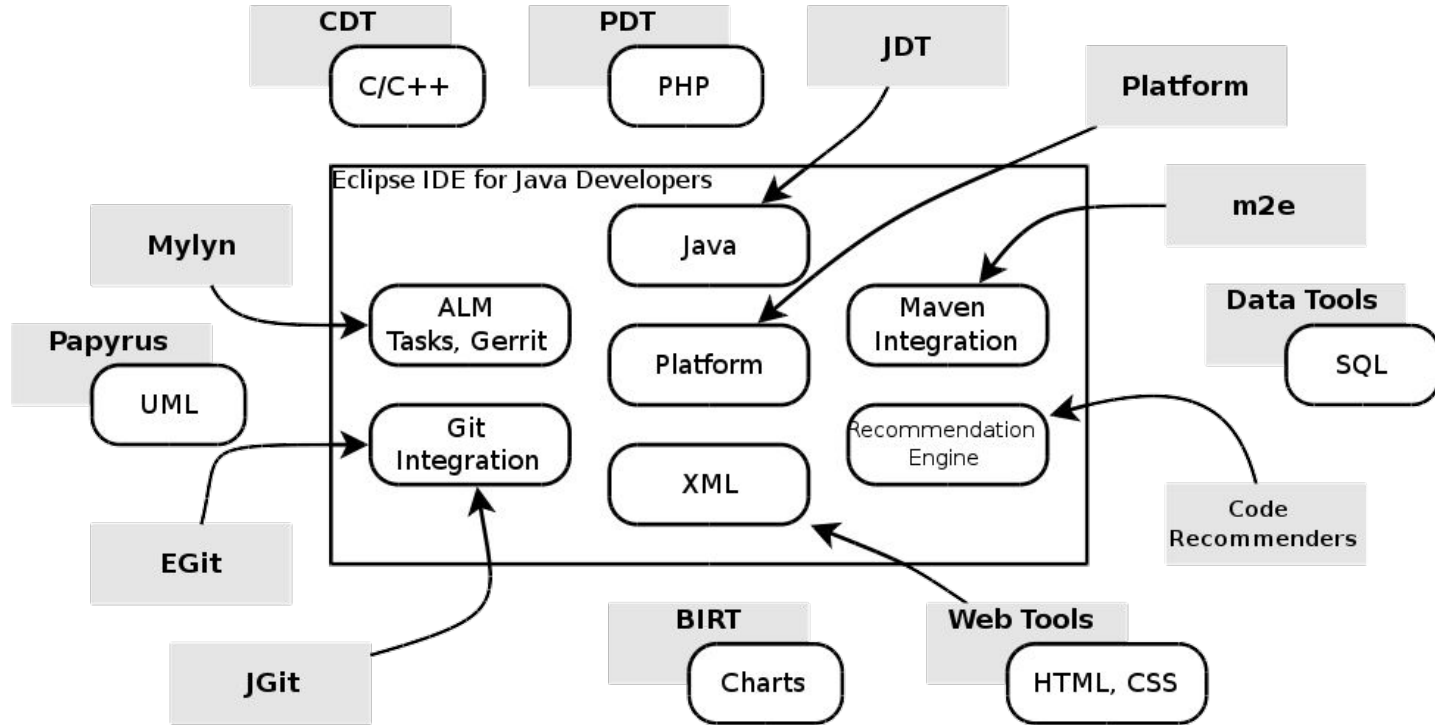 CDT
C/C++
PDT
PHP
JDT
Platform
Eclipse IDE for Java Developers
Java
m2e
Mylyn
ALM
Tasks, Gerrit
Platform
Maven
Integration
Data Tools
SQL
Papyrus
UML
Git
Integration
XML
Recommendation
Engine
Code
Recommenders
EGit
JGit
BIRT
Charts
Web Tools
HTML, CSS